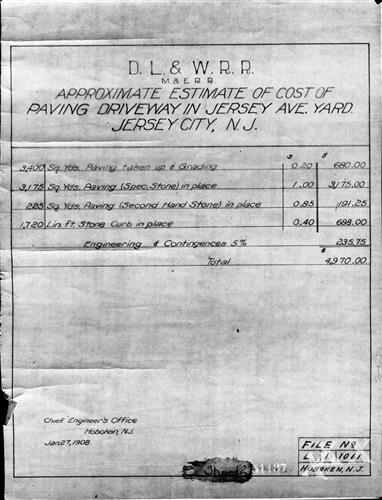 D. L. & W. R. R.
M. & E. R. R.
APPROXIMATE ESTIMATE OF COST OF
PAVING DRIVEWAY IN JERSEY AVE. YARD.
JERSEY CITY, N. J.
$ $
3,400 Sq. Yds. Paving taken up & Grading 0.20 680.00
3,175 Sq. Yds. Paving (Spec. Stone) in place 1.00 3,175.00
225 Sq. Yds. Paving (Second Hand Stone) in place 0.85 191.25
1,720 Lin. ft. Stone Curb in place 0.40 688.00
Engineering & Contingences 5% 235.75
$
Total 4,970.00
Chief Engineer's Office
Hoboken, N.J.
Jan. 27, 1908.
Sheet 2
FILE NO
1011
HOBOKEN, N. J.